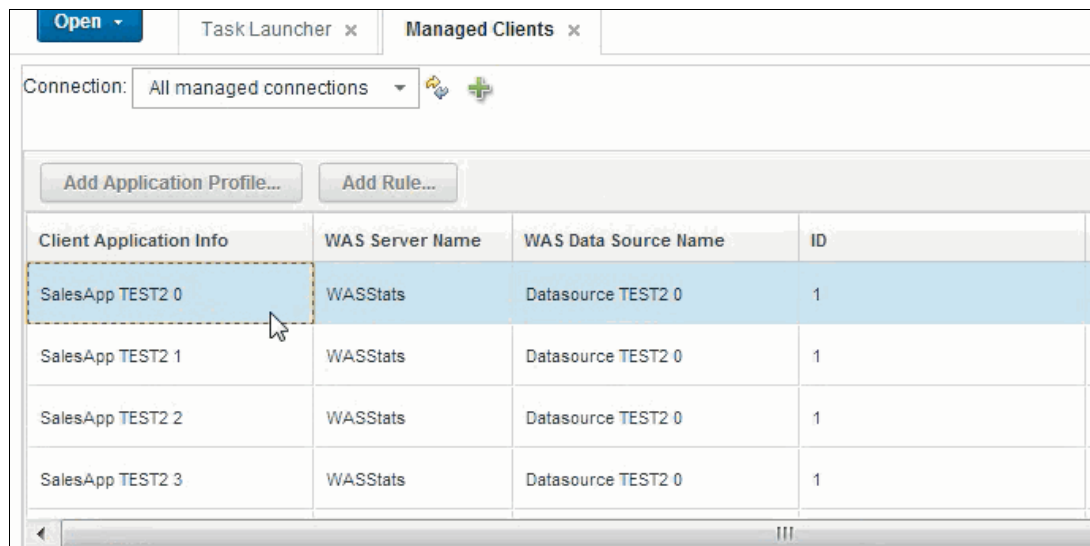 Open
Task Launcher
Managed Clients
Connection: All managed connections
Add Application Profile... Add Rule...
Client Application Info WAS Server Name WAS Data Source Name ID
SalesApp TEST2 0 WASStats Datasource TEST2 0 1
SalesApp TEST2 1 WASStats Datasource TEST2 0 1
SalesApp TEST2 2 WASStats Datasource TEST2 0 1
SalesApp TEST2 3 WASStats Datasource TEST2 0 1